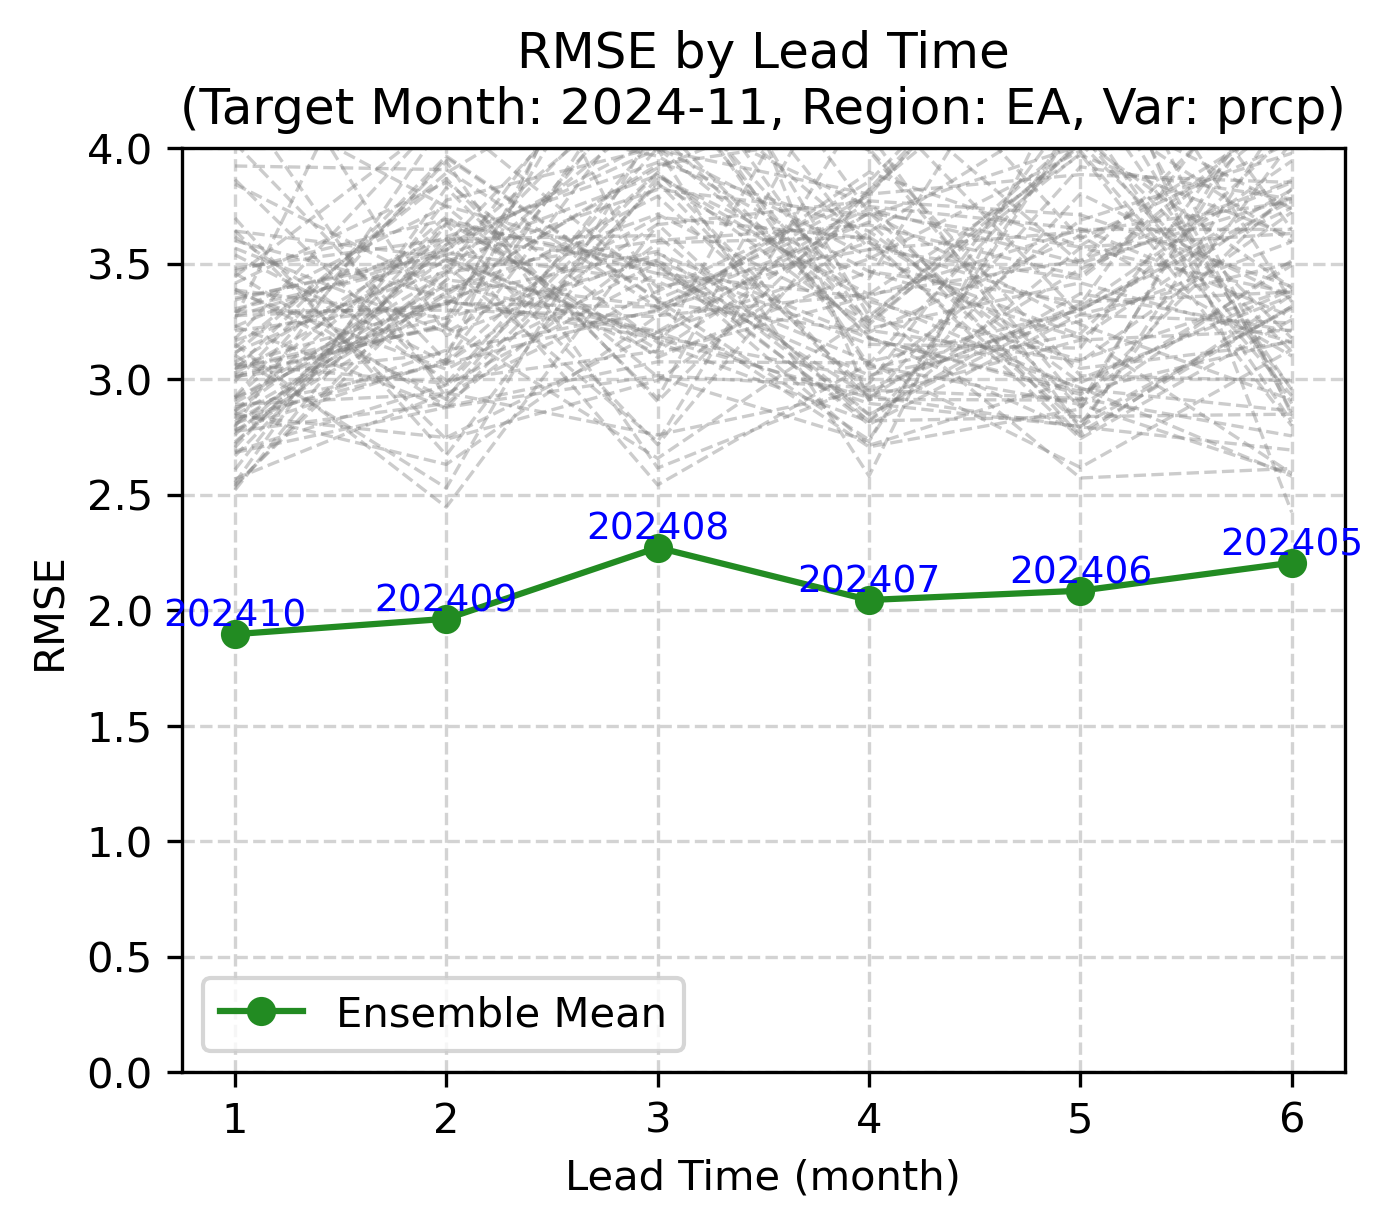 RMSE by Lead Time
(Target Month: 2024-11, Region: EA, Var: prcp)
RMSE
4.0
3.5
3.0
2.5
2.0
1.5
1.0
0.5
0.0
202410
202409
202408
202407
202406
202405
Ensemble Mean
1 2 3 4 5 6
Lead Time (month)